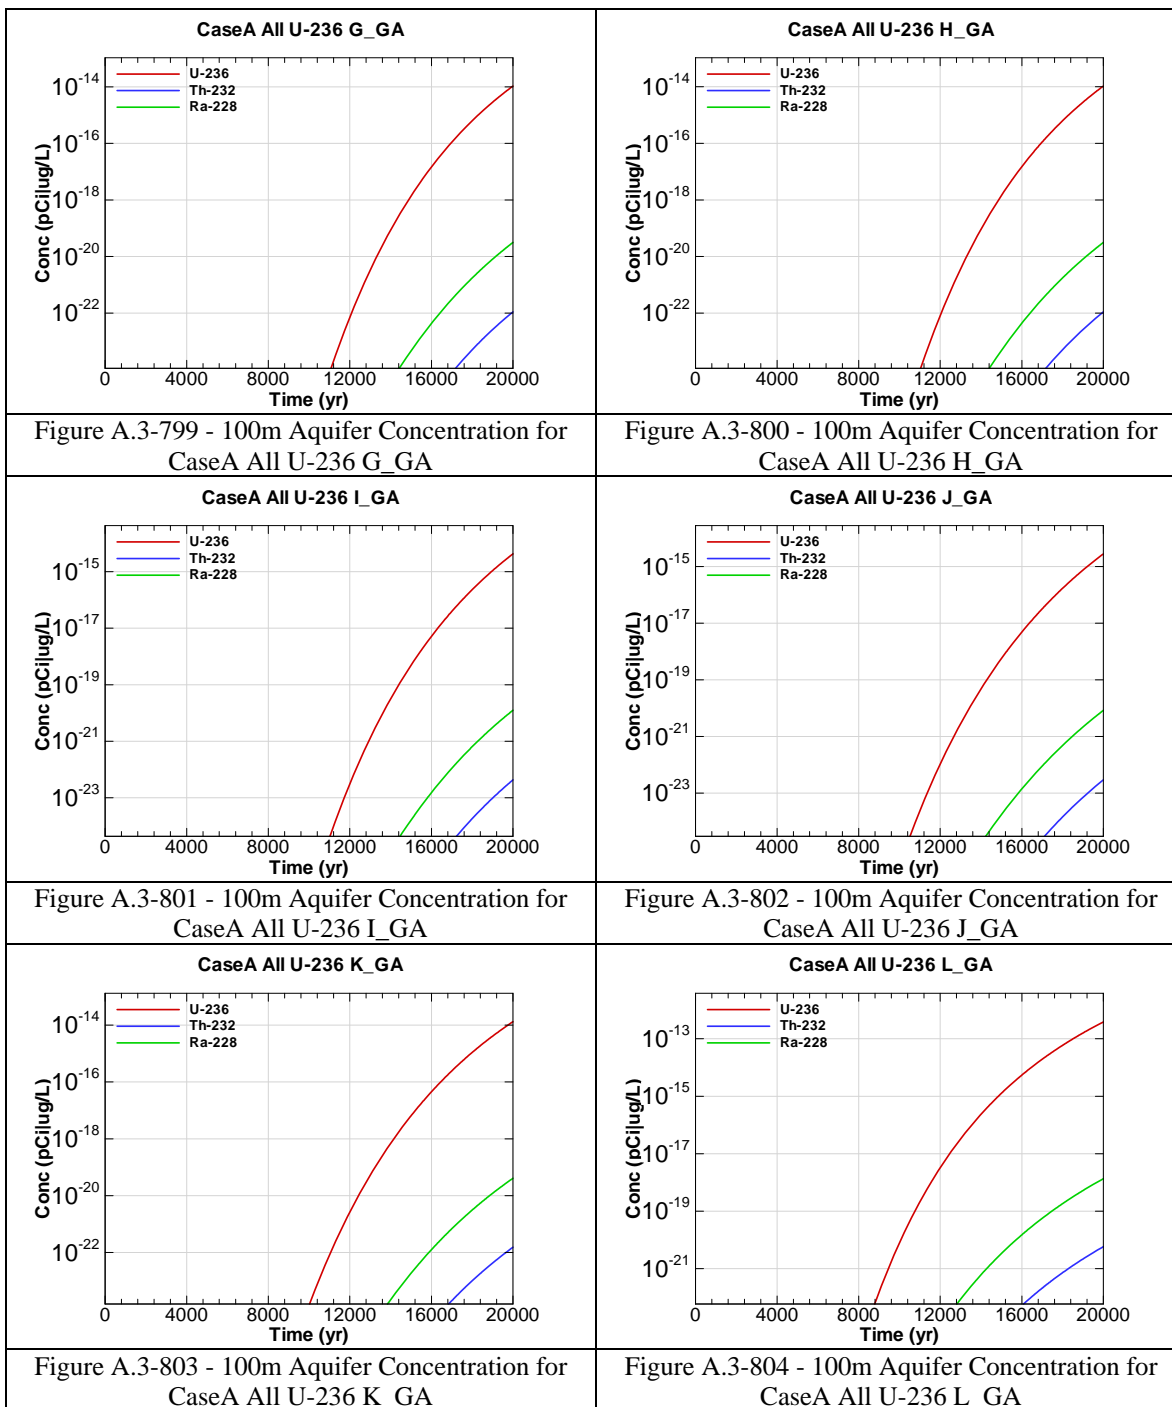 CaseA All U-236 G_GA
U-236
Th-232
Ra-228
10-14
10-16
10-18
10-20
10-22
Conc (pCi|ug/L)
0 4000 8000 12000 16000 20000
Time (yr)
Figure A.3-799 - 100m Aquifer Concentration for
CaseA All U-236 G_GA
CaseA All U-236 H_GA
U-236
Th-232
Ra-228
10-14
10-16
10-18
10-20
10-22
Conc (pCi|ug/L)
0 4000 8000 12000 16000 20000
Time (yr)
Figure A.3-800 - 100m Aquifer Concentration for
CaseA All U-236 H_GA
CaseA All U-236 I_GA
U-236
Th-232
Ra-228
10-15
10-17
10-19
10-21
10-23
Conc (pCi|ug/L)
0 4000 8000 12000 16000 20000
Time (yr)
Figure A.3-801 - 100m Aquifer Concentration for
CaseA All U-236 I_GA
CaseA All U-236 J_GA
U-236
Th-232
Ra-228
10-15
10-17
10-19
10-21
10-23
Conc (pCi|ug/L)
0 4000 8000 12000 16000 20000
Time (yr)
Figure A.3-802 - 100m Aquifer Concentration for
CaseA All U-236 J_GA
CaseA All U-236 K_GA
U-236
Th-232
Ra-228
10-14
10-16
10-18
10-20
10-22
Conc (pCi|ug/L)
0 4000 8000 12000 16000 20000
Time (yr)
Figure A.3-803 - 100m Aquifer Concentration for
CaseA All U-236 K_GA
CaseA All U-236 L_GA
U-236
Th-232
Ra-228
10-13
10-15
10-17
10-19
10-21
Conc (pCi|ug/L)
0 4000 8000 12000 16000 20000
Time (yr)
Figure A.3-804 - 100m Aquifer Concentration for
CaseA All U-236 L_GA